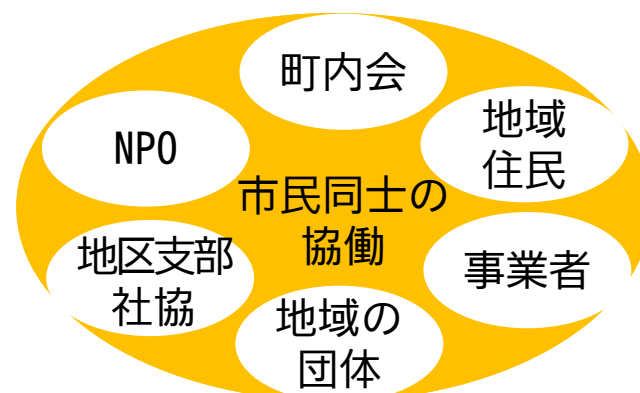 町内会
NPO
地域
住民
市民同士の
協働
地区支部
社協
事業者
地域の
団体